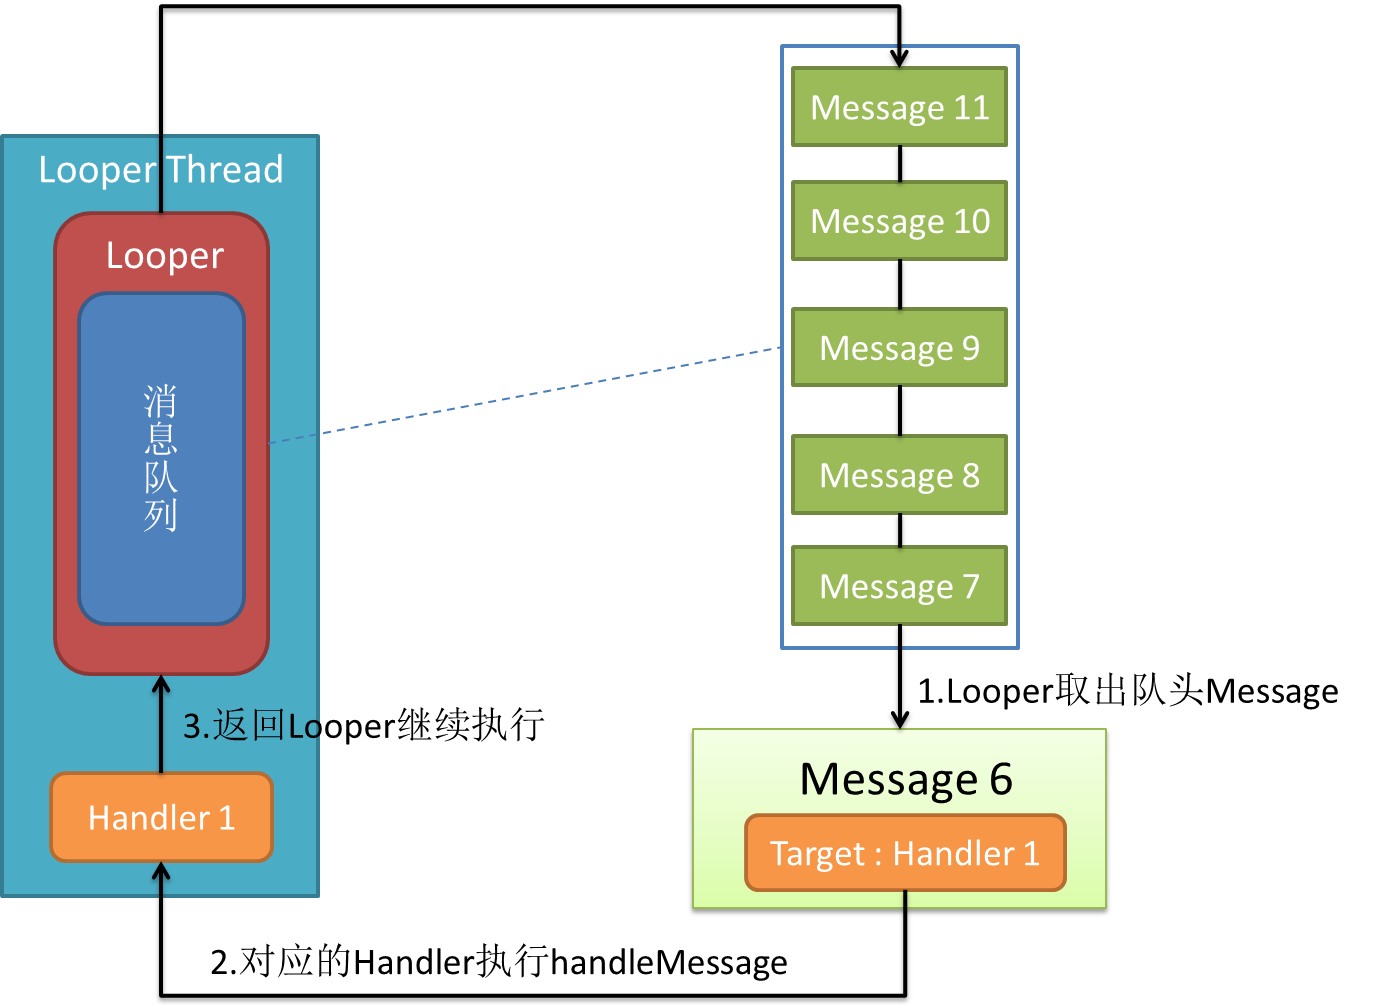 Looper Thread
Looper
消息队列
3.返回Looper继续执行
Handler 1
Message 11
Message 10
Message 9
Message 8
Message 7
1.Looper取出队头Message
Message 6
Target : Handler 1
2.对应的Handler执行handleMessage